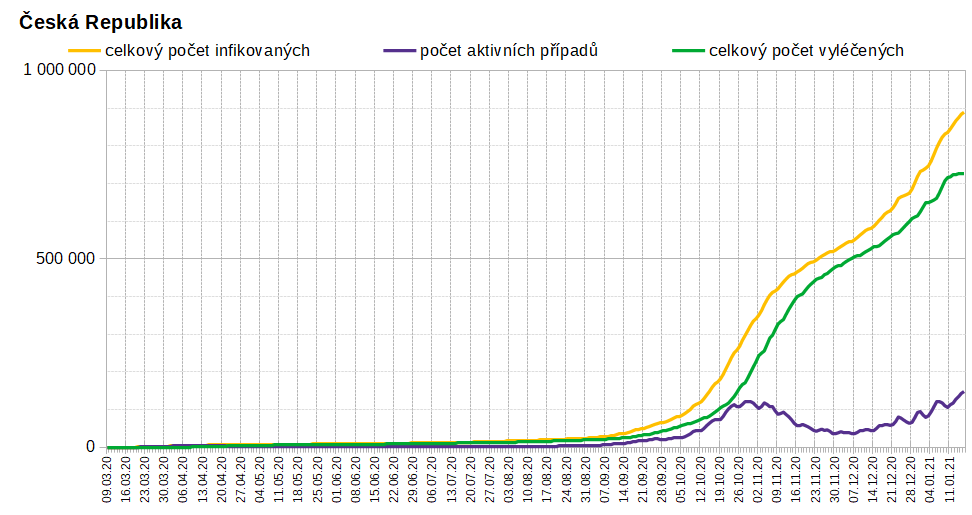 Česká Republika
celkový počet infikovaných počet aktivních případů celkový počet vyléčených
1 000 000
500 000
0
09.03.20 16.03.20 23.03.20 30.03.20 06.04.20 13.04.20 20.04.20 27.04.20 04.05.20 11.05.20 18.05.20 25.05.20 01.06.20 08.06.20 15.06.20 22.06.20 29.06.20 06.07.20 13.07.20 20.07.20 27.07.20 03.08.20 10.08.20 17.08.20 24.08.20 31.08.20 07.09.20 14.09.20 21.09.20 28.09.20 05.10.20 12.10.20 19.10.20 26.10.20 02.11.20 09.11.20 16.11.20 23.11.20 30.11.20 07.12.20 14.12.20 21.12.20 28.12.20 04.01.21 11.01.21